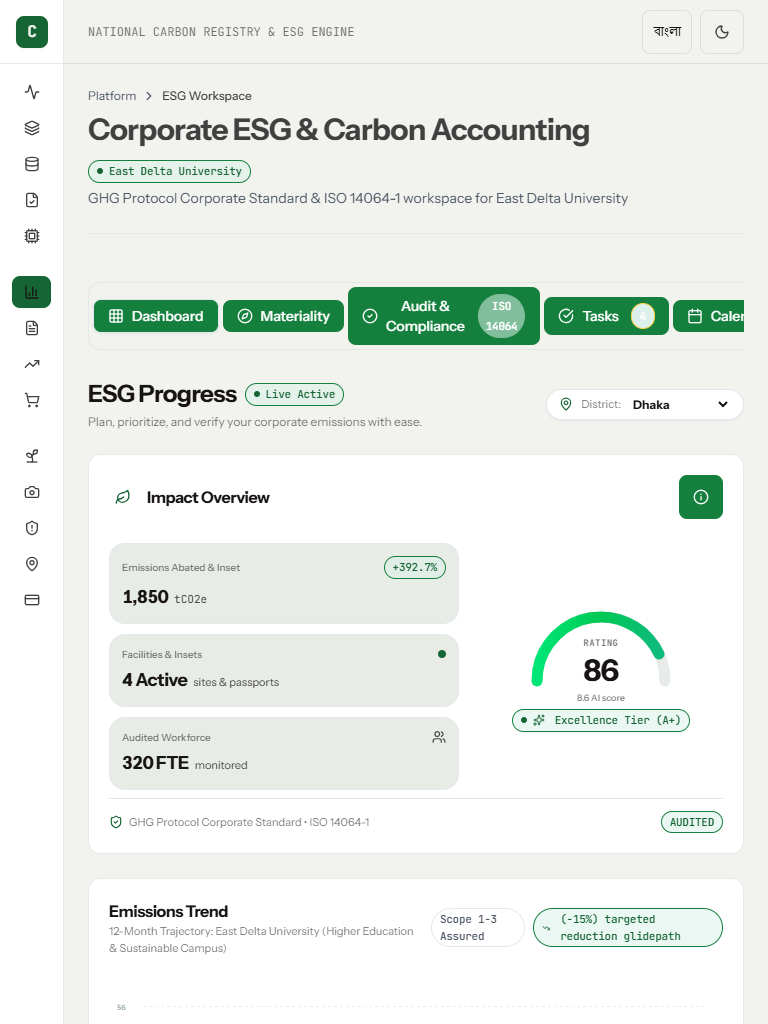 C
NATIONAL CARBON REGISTRY & ESG ENGINE
বাংলা
Platform > ESG Workspace
Corporate ESG & Carbon Accounting
East Delta University
GHG Protocol Corporate Standard & ISO 14064-1 workspace for East Delta University
Dashboard
Materiality
Audit &
Compliance
ISO
14064
Tasks
4
Caler
ESG Progress
Live Active
Plan, prioritize, and verify your corporate emissions with ease.
District: Dhaka
Impact Overview
Emissions Abated & Inset
+392.7%
1,850 tCO2e
Facilities & Insets
4 Active sites & passports
Audited Workforce
320 FTE monitored
RATING
86
8.6 AI score
Excellence Tier (A+)
GHG Protocol Corporate Standard • ISO 14064-1
AUDITED
Emissions Trend
12-Month Trajectory: East Delta University (Higher Education
& Sustainable Campus)
Scope 1-3
Assured
(-15%) targeted
reduction glidepath
56